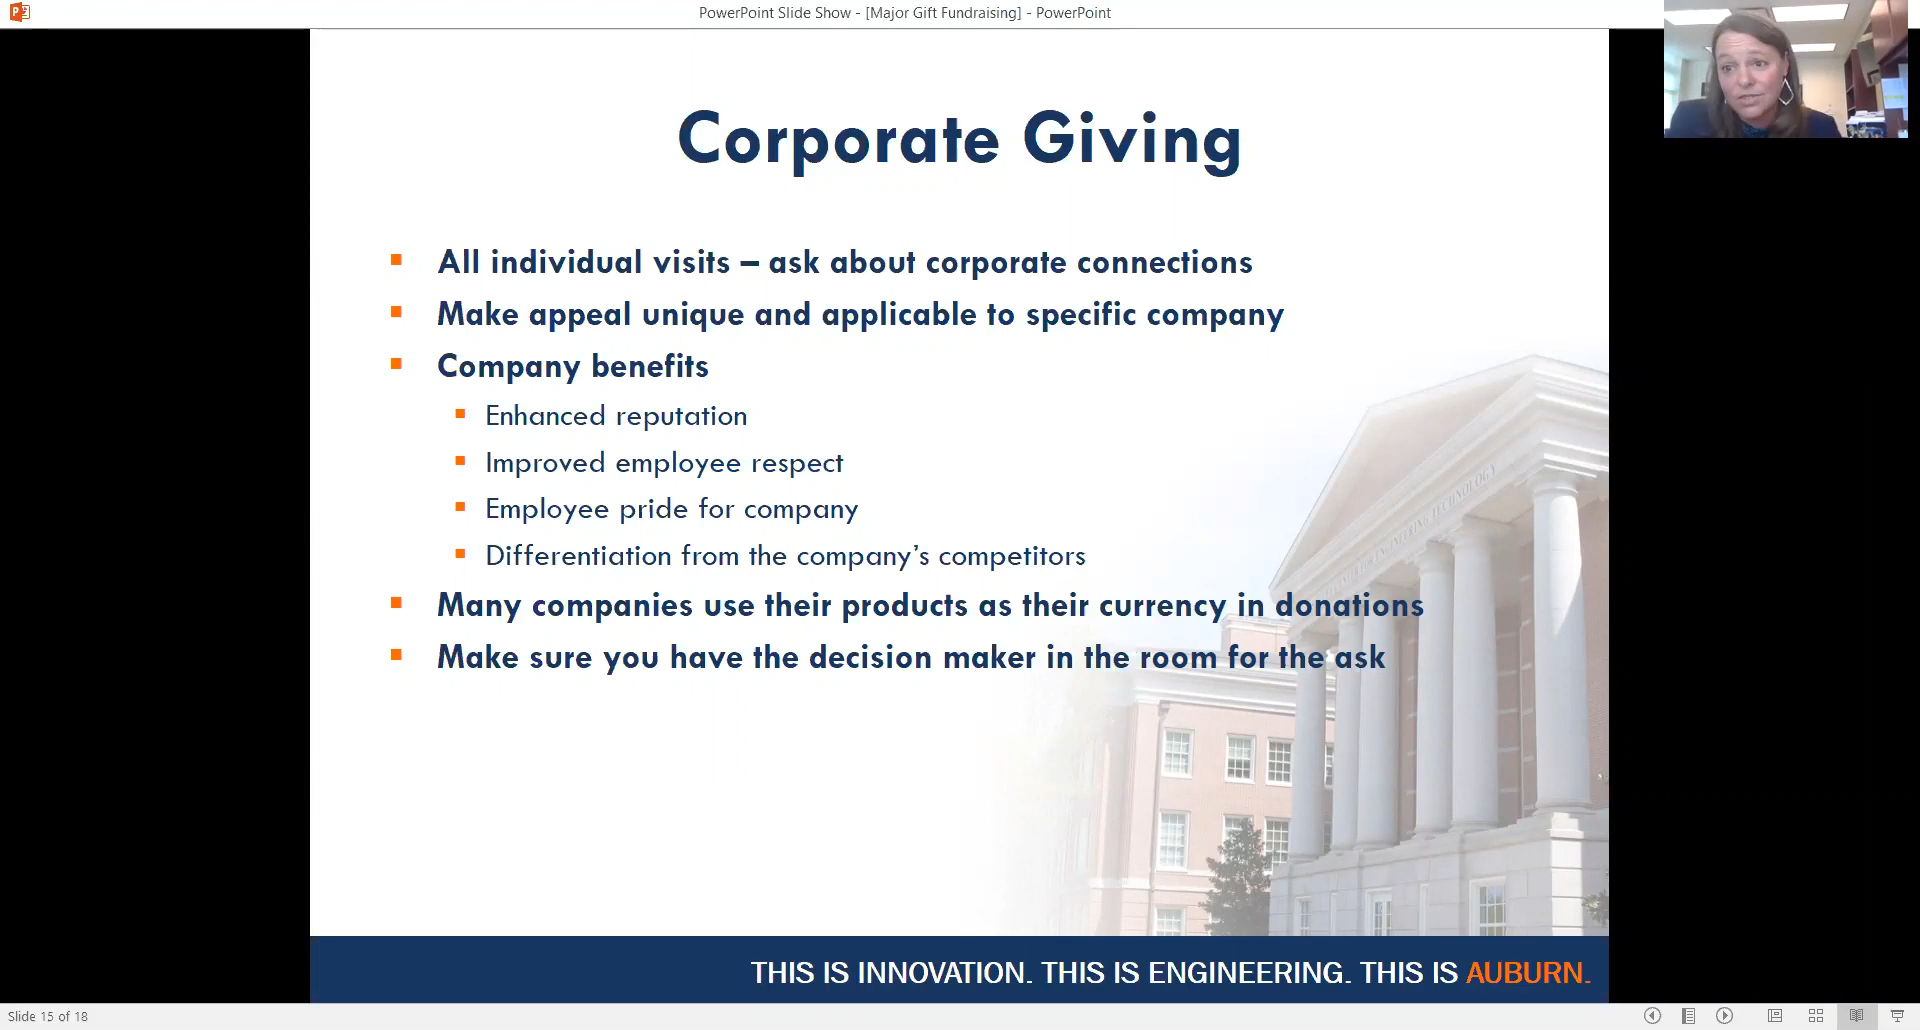 PowerPoint Slide Show - [Major Gift Fundraising] - PowerPoint
Corporate Giving
All individual visits – ask about corporate connections
Make appeal unique and applicable to specific company
Company benefits
Enhanced reputation
Improved employee respect
Employee pride for company
Differentiation from the company’s competitors
Many companies use their products as their currency in donations
Make sure you have the decision maker in the room for the ask
THIS IS INNOVATION. THIS IS ENGINEERING. THIS IS AUBURN.
Slide 15 of 18